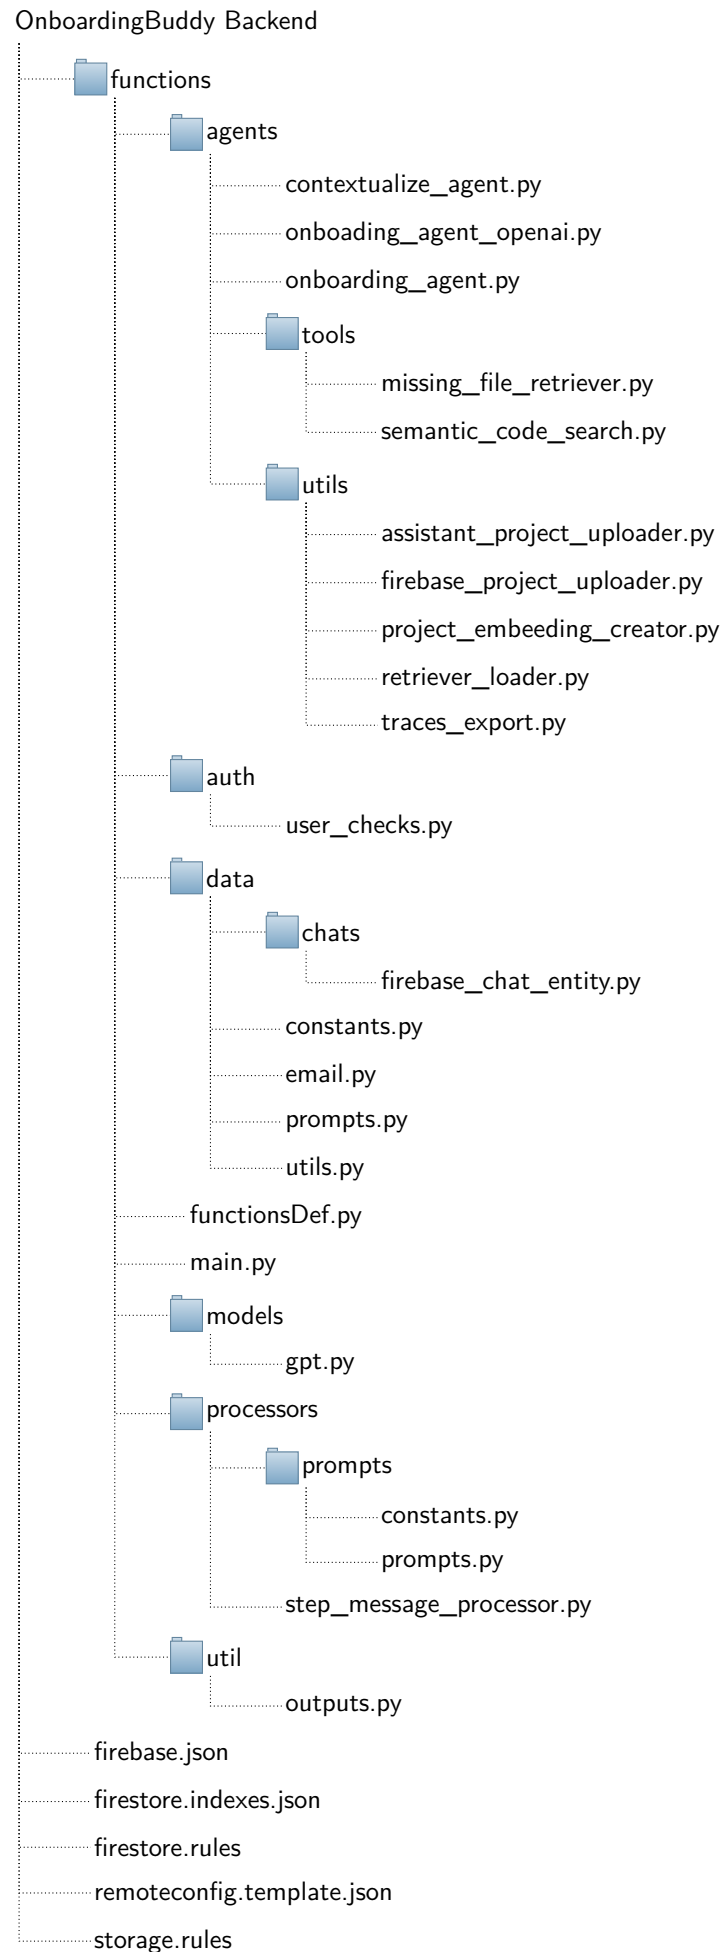 OnboardingBuddy Backend
functions
agents
contextualize_agent.py
onboading_agent_openai.py
onboarding_agent.py
tools
missing_file_retriever.py
semantic_code_search.py
utils
assistant_project_uploader.py
firebase_project_uploader.py
project_embeeding_creator.py
retriever_loader.py
traces_export.py
auth
user_checks.py
data
chats
firebase_chat_entity.py
constants.py
email.py
prompts.py
utils.py
functionsDef.py
main.py
models
gpt.py
processors
prompts
constants.py
prompts.py
step_message_processor.py
util
outputs.py
firebase.json
firestore.indexes.json
firestore.rules
remoteconfig.template.json
storage.rules